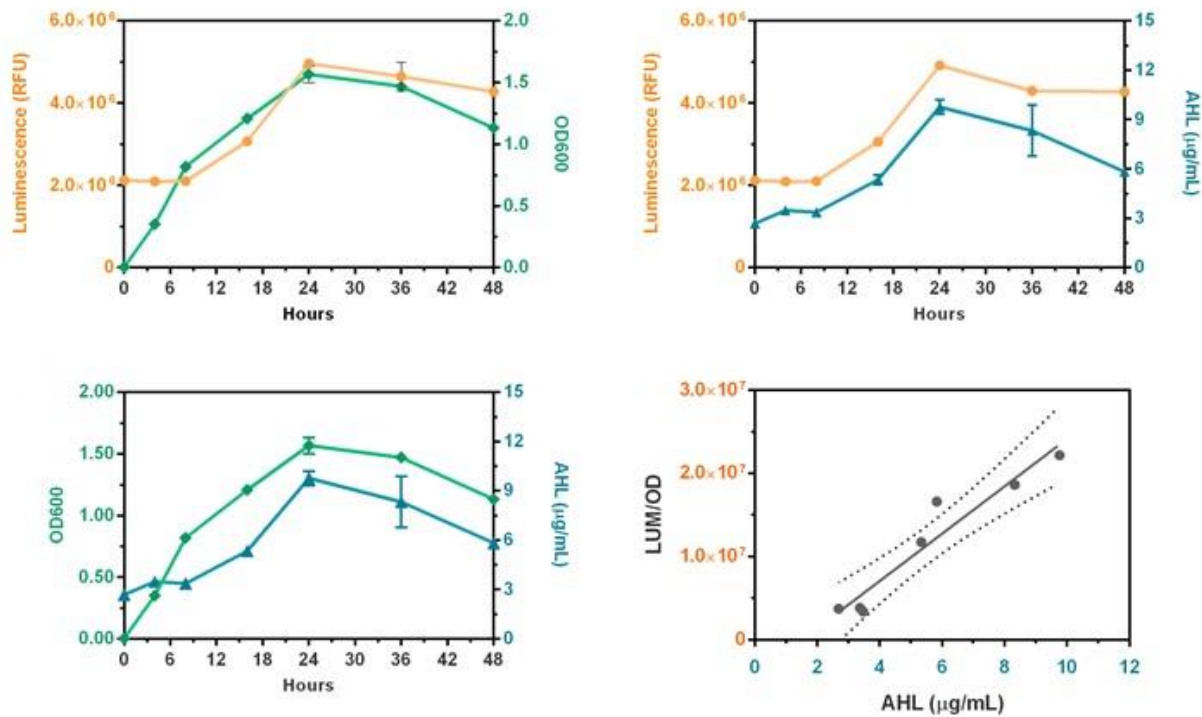 6.0×10⁶
4.0×10⁶
2.0×10⁶
0
Luminescence (RFU)
2.0
1.5
1.0
0.5
0.0
OD600
0 6 12 18 24 30 36 42 48
Hours
6.0×10⁶
4.0×10⁶
2.0×10⁶
0
Luminescence (RFU)
15
12
9
6
3
0
AHL (µg/mL)
0 6 12 18 24 30 36 42 48
Hours
2.00
1.50
1.00
0.50
0.00
OD600
15
12
9
6
3
0
AHL (µg/mL)
0 6 12 18 24 30 36 42 48
Hours
3.0×10⁷
2.0×10⁷
1.0×10⁷
0
LUM/OD
0 2 4 6 8 10 12
AHL (µg/mL)